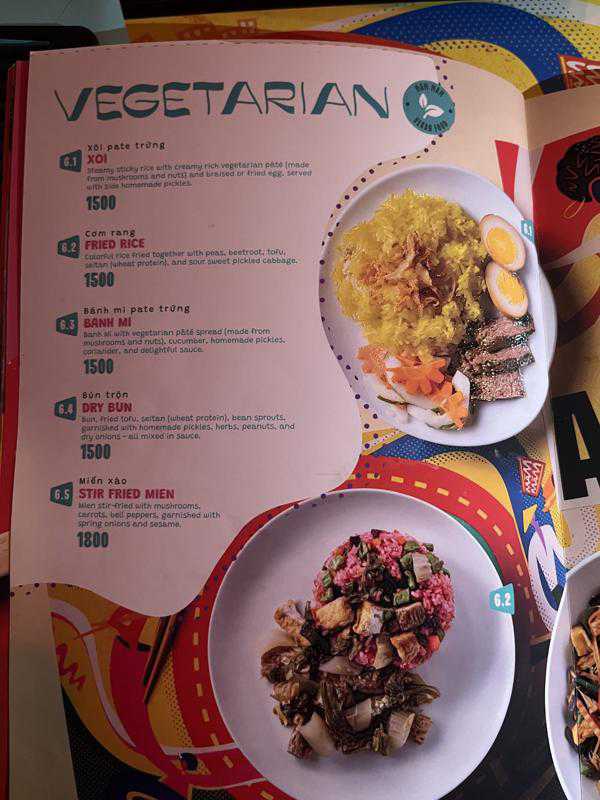 VEGETARIAN
VEGAN FOOD
6.1
Xôi pate trứng
XOI
Steamy sticky rice with creamy rich vegetarian pâté (made
from mushrooms and nuts) and braised or fried egg, served
with side homemade pickles.
1500
6.2
Cơm rang
FRIED RICE
Colorful rice fried together with peas, beetroot, tofu,
seitan (wheat protein), and sour sweet pickled cabbage.
1500
6.3
Bánh mì pate trứng
BANH MI
Banh Mi with vegetarian pâté spread (made from
mushrooms and nuts), cucumber, homemade pickles,
coriander, and delightful sauce.
1500
6.4
Bún trộn
DRY BUN
Bun, fried tofu, seitan (wheat protein), bean sprouts,
garnished with homemade pickles, herbs, peanuts, and
dry onions - all mixed in sauce.
1500
6.5
Miến xào
STIR FRIED MIEN
Mien stir-fried with mushrooms,
carrots, bell peppers, garnished with
spring onions and sesame.
1800
6.1
6.2
A